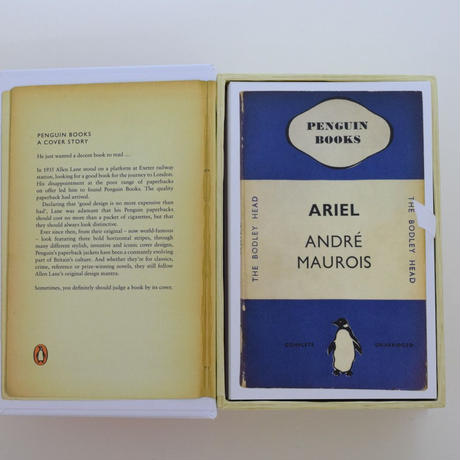 PENGUIN BOOKS
A COVER STORY
He just wanted a decent book to read ...
In 1935 Allen Lane stood on a platform at Exeter railway
station, looking for a good book for the journey to London.
His disappointment at the poor range of paperbacks
on offer led him to found Penguin Books. The quality
paperback had arrived.
Declaring that 'good design is no more expensive than
bad', Lane was adamant that his Penguin paperbacks
should cost no more than a packet of cigarettes, but that
they should always look distinctive.
Ever since then, from their original – now world-famous
– look featuring three bold horizontal stripes, through
many different stylish, inventive and iconic cover designs,
Penguin's paperback jackets have been a constantly evolving
part of Britain's culture. And whether they're for classics,
crime, reference or prize-winning novels, they still follow
Allen Lane's original design mantra.
Sometimes, you definitely should judge a book by its cover.
PENGUIN
BOOKS
THE BODLEY HEAD
ARIEL
ANDRÉ
MAUROIS
THE BODLEY HEAD
COMPLETE
UNABRIDGED